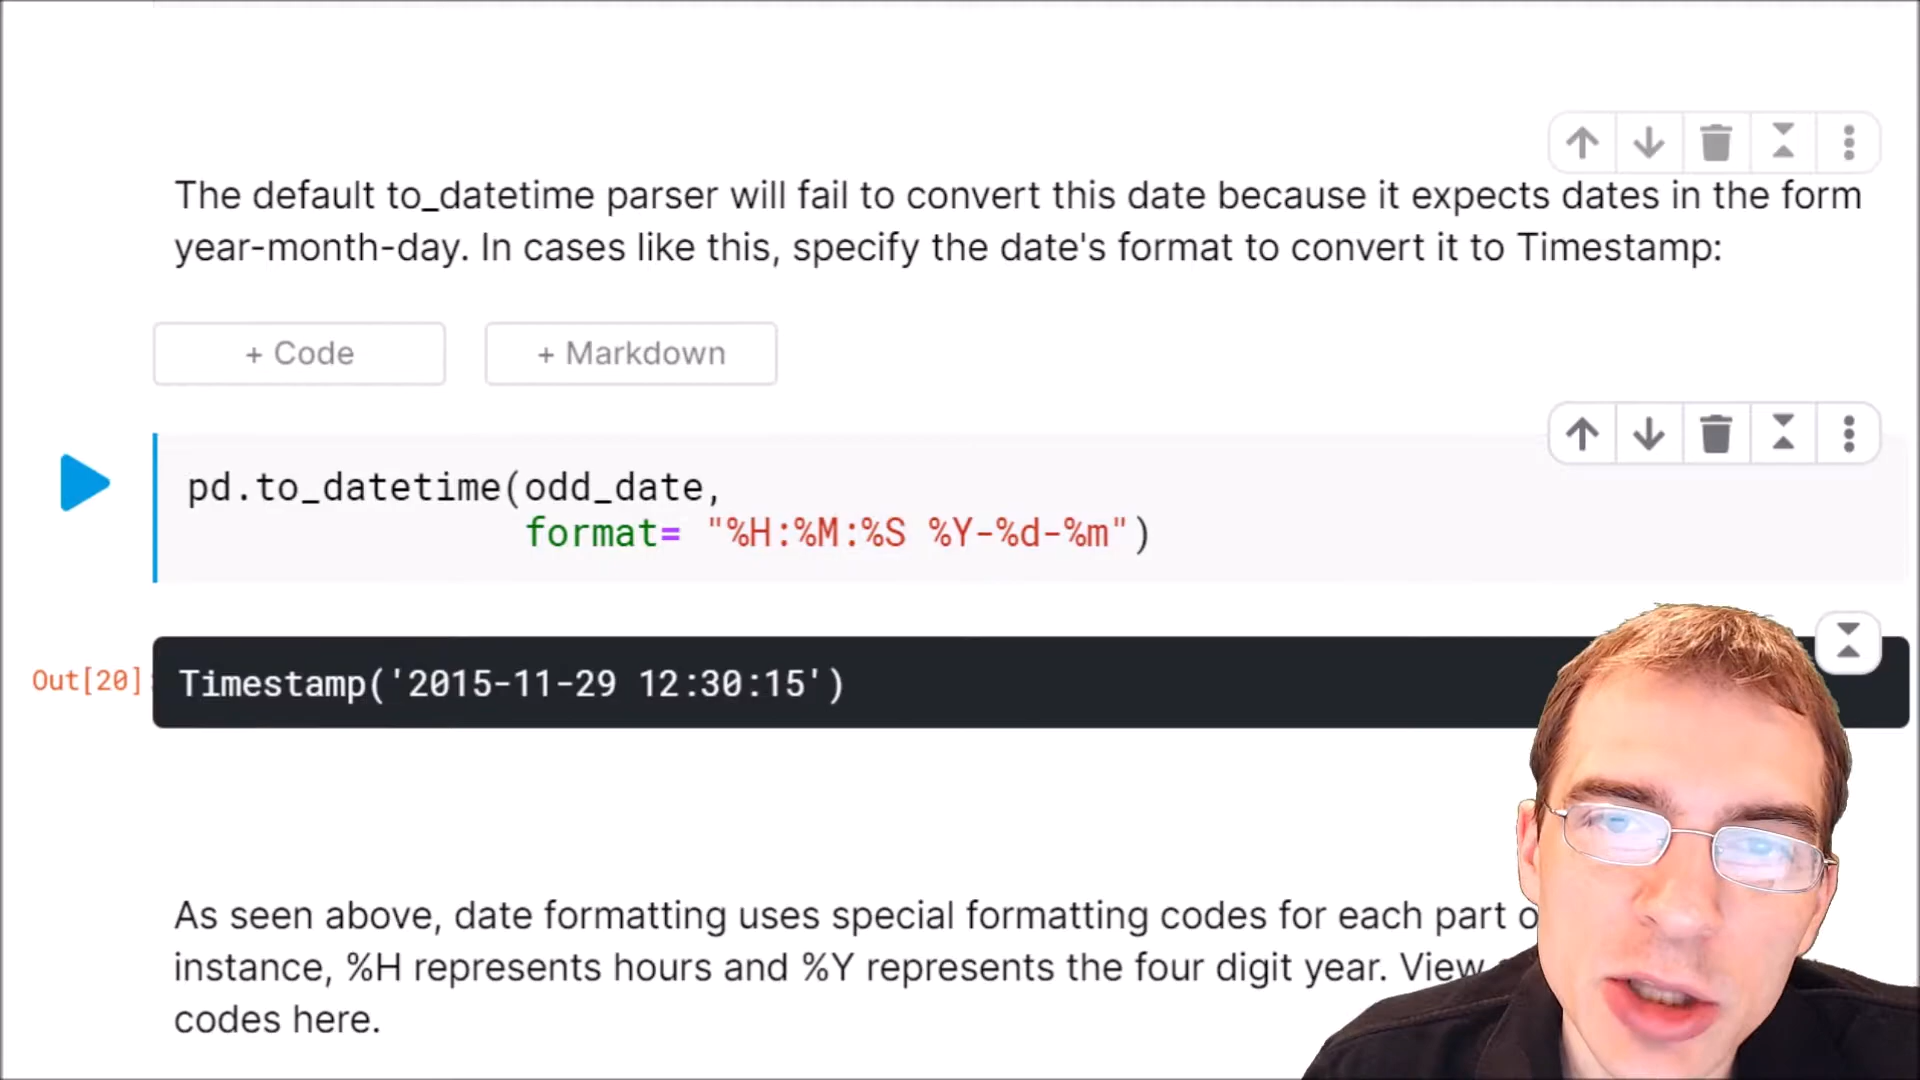 The default to_datetime parser will fail to convert this date because it expects dates in the form
year-month-day. In cases like this, specify the date's format to convert it to Timestamp:
+ Code
+ Markdown
pd.to_datetime(odd_date,
format= "%H:%M:%S %Y-%d-%m")
Out[20]:
Timestamp('2015-11-29 12:30:15')
As seen above, date formatting uses special formatting codes for each part
instance, %H represents hours and %Y represents the four digit year. View
codes here.